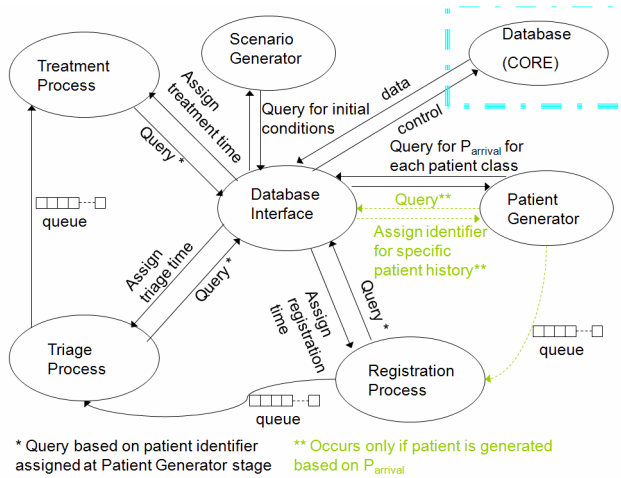 Scenario
Generator
Database
(CORE)
Treatment
Process
Assign
treatment time
Query *
Query for initial
conditions
data
control
Query for Parrival for
each patient class
Database
Interface
Query**
Patient
Generator
Assign identifier
for specific
patient history**
queue
Assign
triage time
Query *
Assign
registration
time
Query *
queue
Triage
Process
Registration
Process
queue
* Query based on patient identifier
assigned at Patient Generator stage
** Occurs only if patient is generated
based on Parrival